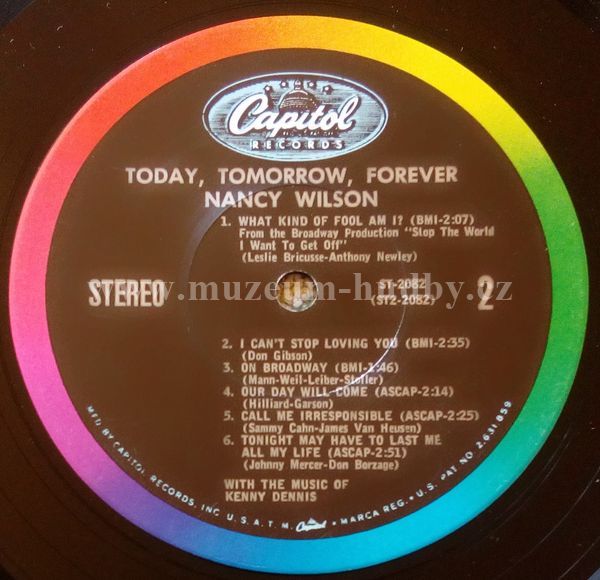 Capitol
RECORDS
TODAY, TOMORROW, FOREVER
NANCY WILSON
1. WHAT KIND OF FOOL AM I? (BMI-2:07)
From the Broadway Production "Stop The World
I Want To Get Off"
(Leslie Bricusse-Anthony Newley)
STEREO
ST-2082
(ST2-2082)
2
www.muzeum-hudby.cz
2. I CAN'T STOP LOVING YOU (BMI-2:35)
(Don Gibson)
3. ON BROADWAY (BMI-1:46)
(Mann-Weil-Leiber-Stoller)
4. OUR DAY WILL COME (ASCAP-2:14)
(Hilliard-Garson)
5. CALL ME IRRESPONSIBLE (ASCAP-2:25)
(Sammy Cahn-James Van Heusen)
6. TONIGHT MAY HAVE TO LAST ME
ALL MY LIFE (ASCAP-2:51)
(Johnny Mercer-Don Borzage)
WITH THE MUSIC OF
KENNY DENNIS
MFD. BY CAPITOL RECORDS, INC. U.S.A. T.M. Capitol MARCA REG. • U.S. PAT. NO. 2,631,859